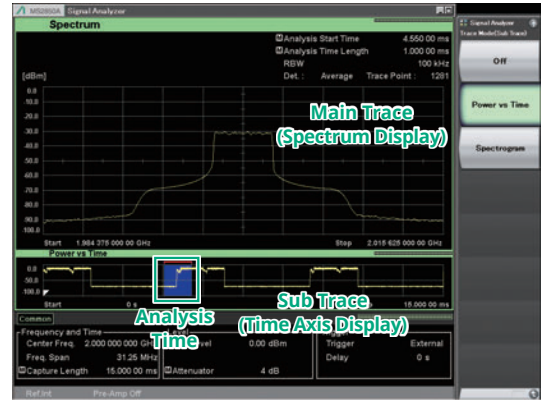 MS2850A Signal Analyzer
Spectrum
Analysis Start Time 4.550 00 ms
Analysis Time Length 1.000 00 ms
RBW 100 kHz
[dBm] Det. : Average Trace Point : 1281
0.0
-10.0
-20.0
-30.0
-40.0
-50.0
-60.0
-70.0
-80.0
-90.0
-100.0
Main Trace
(Spectrum Display)
Start 1.984 375 000 00 GHz Stop 2.015 625 000 00 GHz
Power vs Time
0.0
-50.0
-100.0
Start 0 s 15.000 00 ms
Sub Trace
(Time Axis Display)
Analysis
Time
Common
Frequency and Time
Center Freq. 2.000 000 000 GHz
Freq. Span 31.25 MHz
Capture Length 15.000 00 ms
Level
0.00 dBm
Attenuator 4 dB
Trigger External
Delay 0 s
Ref.Int Pre-Amp Off
Signal Analyzer
Trace Mode(Sub Trace)
Off
Power vs Time
Spectrogram